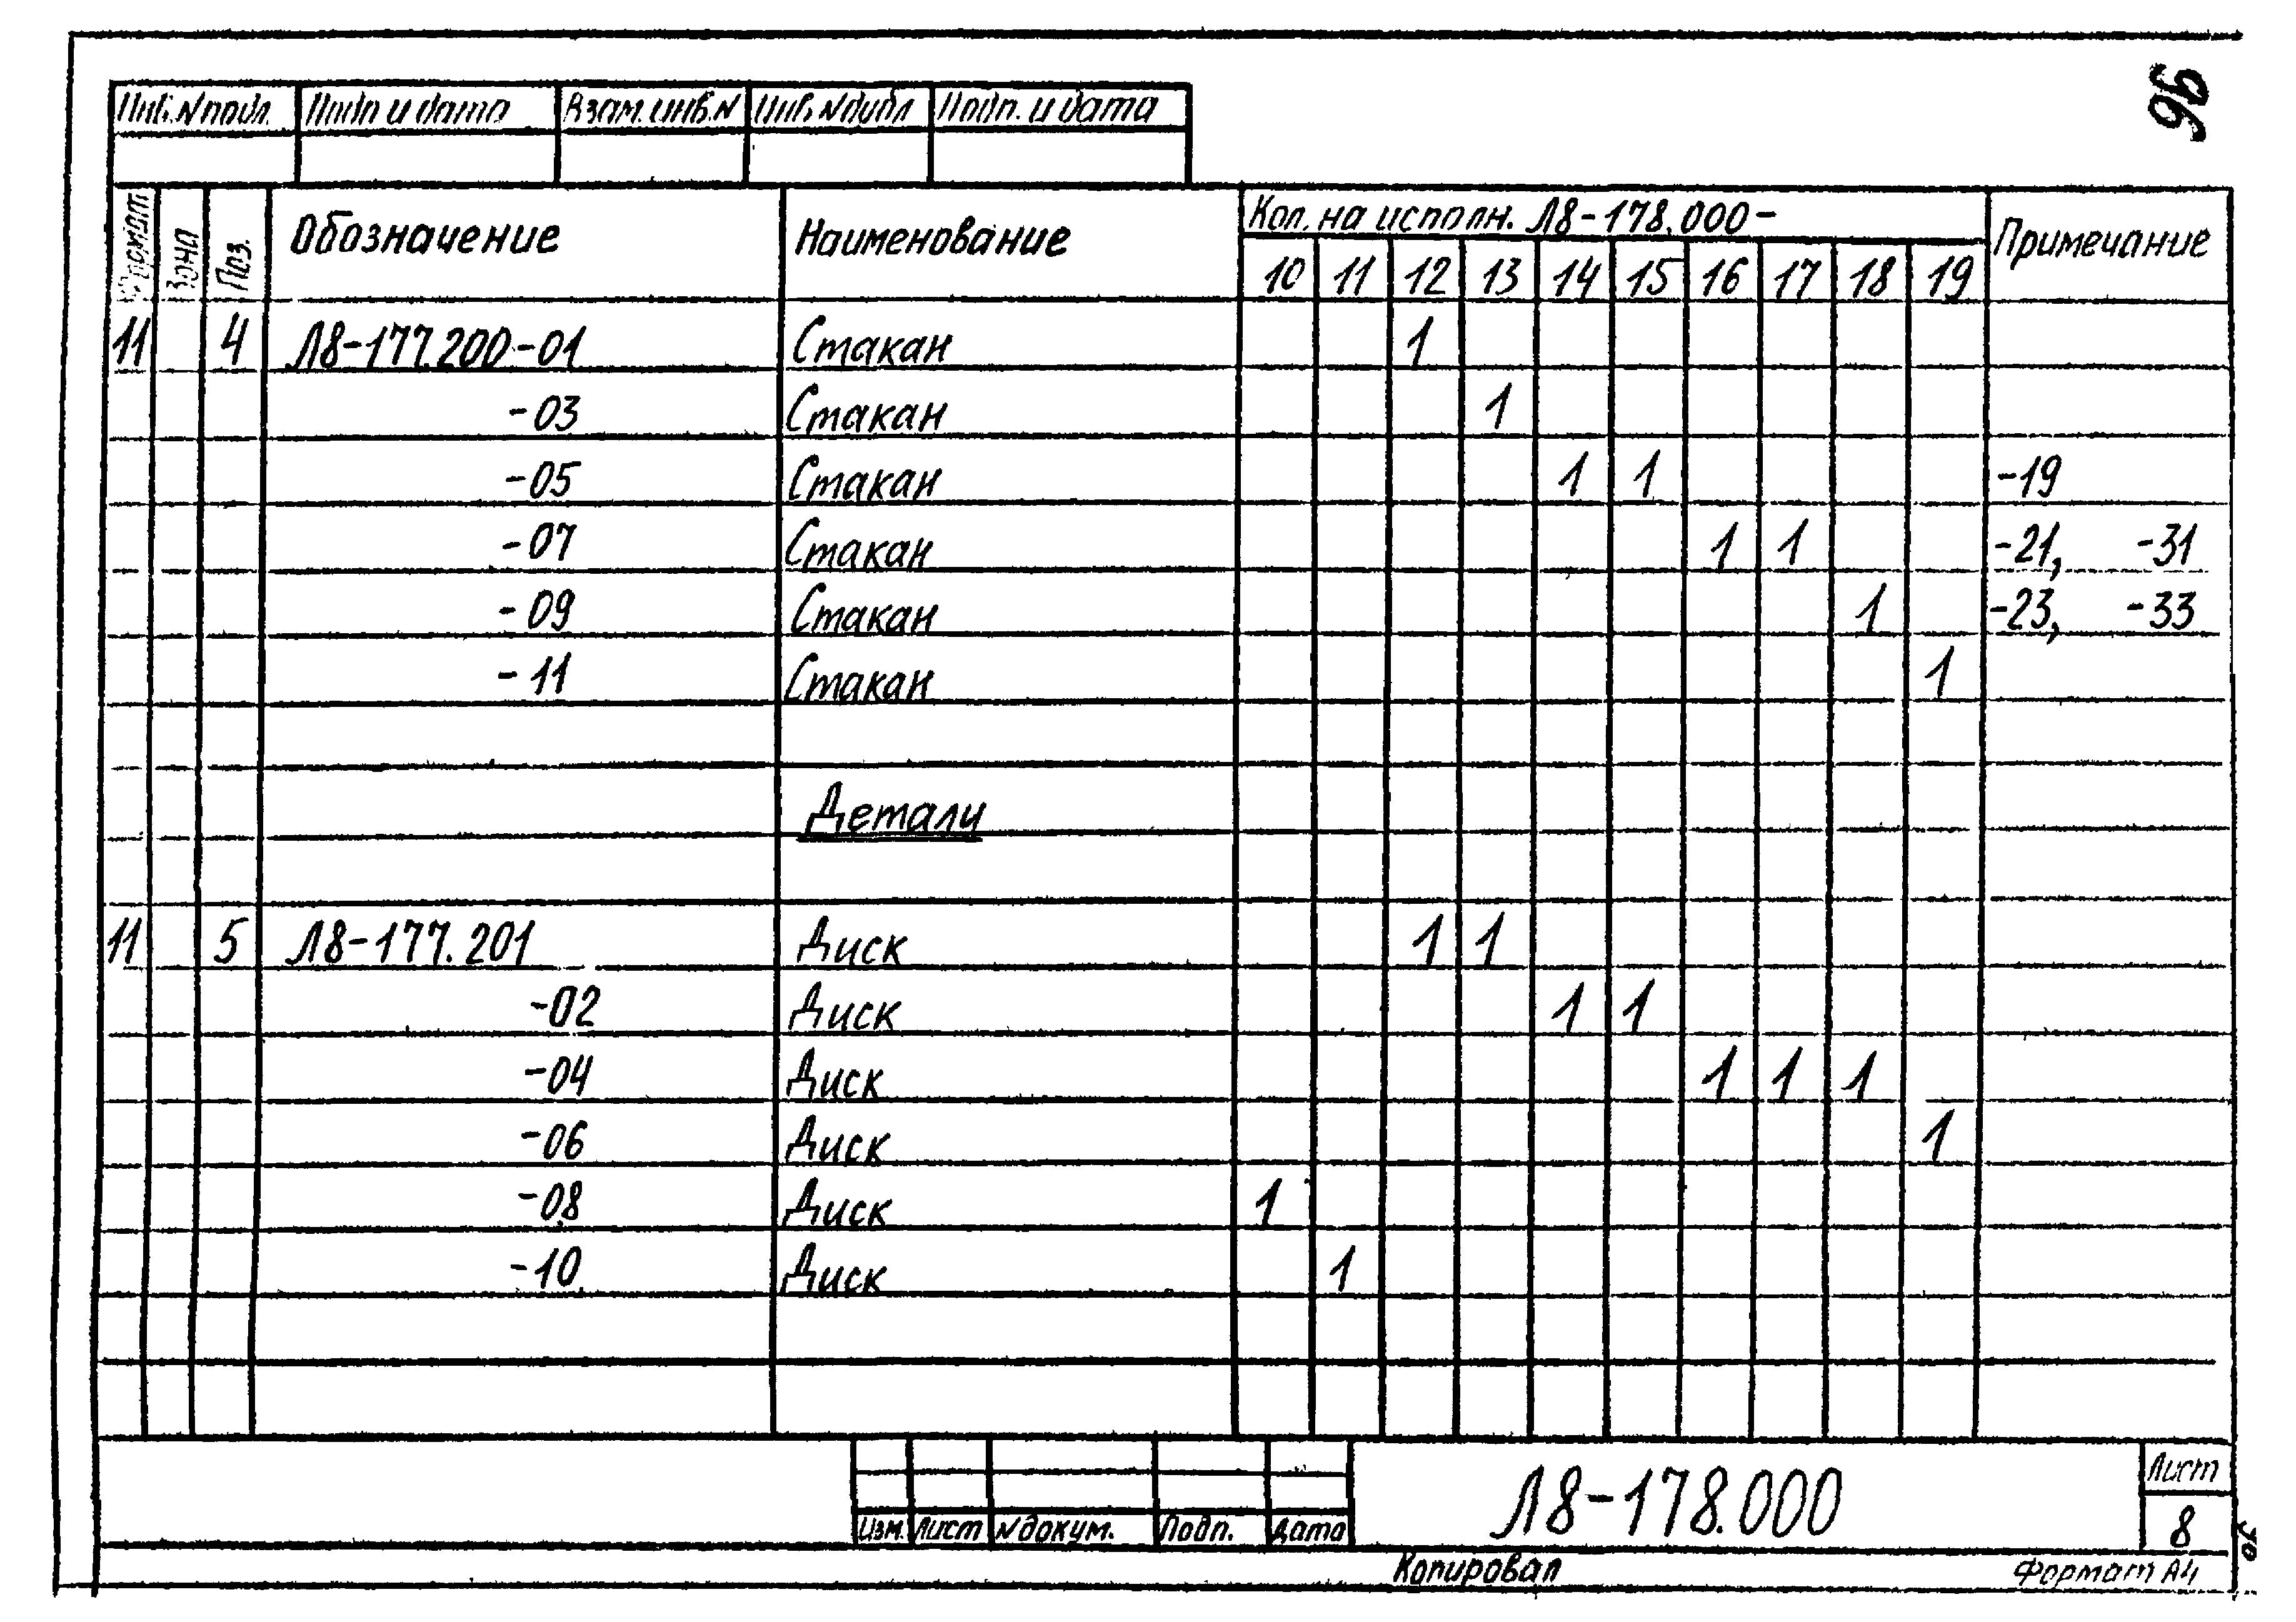 96
Инв.№подл. Подп и дата Взам.инв.№ Инв.№дубл Подп. и дата
Формат Зона Поз. Обозначение Наименование Кол. на исполн. Л8-178.000- Примечание
10 11 12 13 14 15 16 17 18 19
11 4 Л8-177.200-01 Стакан 1
-03 Стакан 1
-05 Стакан 1 1 -19
-07 Стакан 1 1 -21, -31
-09 Стакан 1 -23, -33
-11 Стакан 1
Детали
11 5 Л8-177.201 Диск 1 1
-02 Диск 1 1
-04 Диск 1 1 1
-06 Диск 1
-08 Диск 1
-10 Диск 1
Изм. Лист №докум. Подп. Дата Л8-178.000 Лист 8
Копировал Формат А4